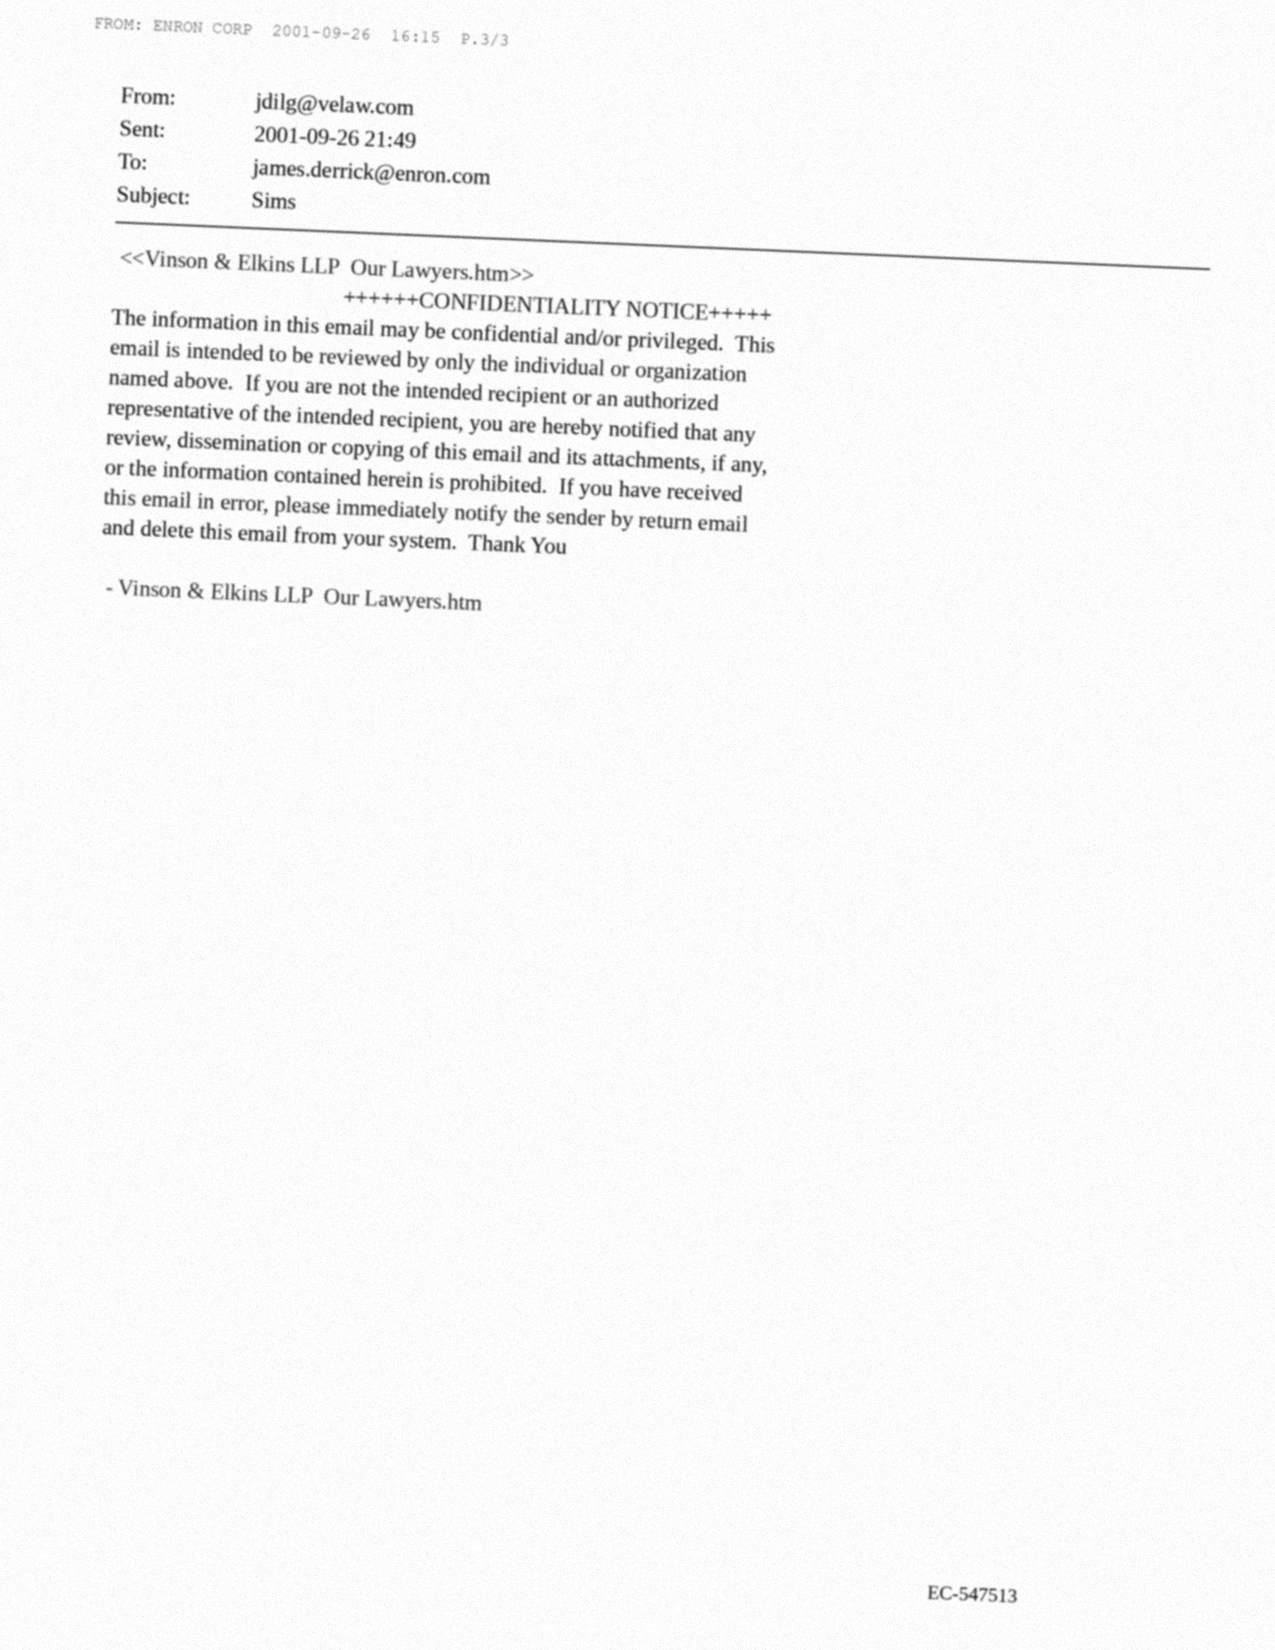 FROM: ENRON CORP  2001-09-26  16:15  P.3/3
From: jdilg@velaw.com
Sent: 2001-09-26 21:49
To: james.derrick@enron.com
Subject: Sims
<<Vinson & Elkins LLP  Our Lawyers.htm>>
++++++CONFIDENTIALITY NOTICE+++++
The information in this email may be confidential and/or privileged.  This
email is intended to be reviewed by only the individual or organization
named above.  If you are not the intended recipient or an authorized
representative of the intended recipient, you are hereby notified that any
review, dissemination or copying of this email and its attachments, if any,
or the information contained herein is prohibited.  If you have received
this email in error, please immediately notify the sender by return email
and delete this email from your system.  Thank You
- Vinson & Elkins LLP  Our Lawyers.htm
EC-547513